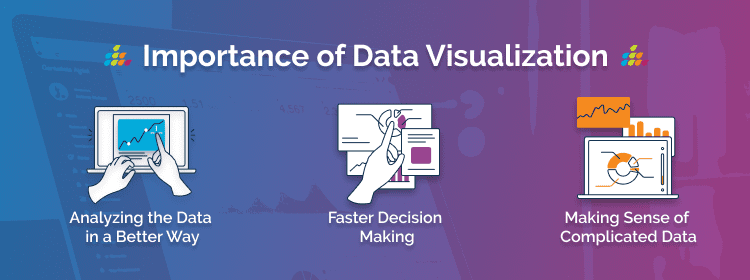 Importance of Data Visualization
Analyzing the Data
in a Better Way
Faster Decision
Making
Making Sense of
Complicated Data